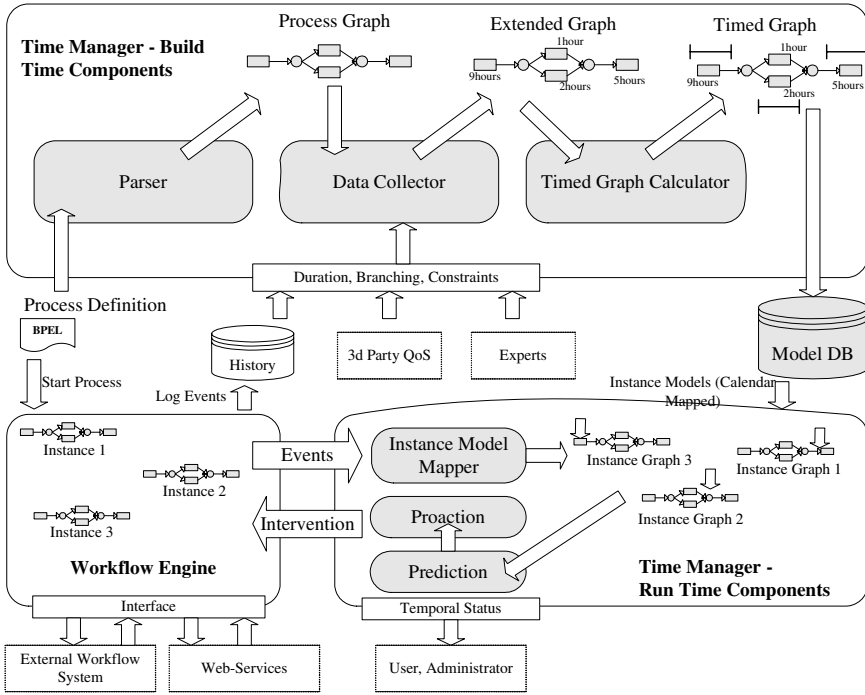 Process Graph
Extended Graph
Timed Graph
Time Manager - Build
Time Components
1hour
9hours
2hours
5hours
1hour
9hours
2hours
5hours
Parser
Data Collector
Timed Graph Calculator
Duration, Branching, Constraints
Process Definition
BPEL
History
3d Party QoS
Experts
Model DB
Start Process
Log Events
Instance Models (Calendar
Mapped)
Instance 1
Instance 2
Instance 3
Workflow Engine
Events
Intervention
Instance Model
Mapper
Proaction
Prediction
Instance Graph 3
Instance Graph 1
Instance Graph 2
Time Manager -
Run Time Components
Interface
Temporal Status
External Workflow
System
Web-Services
User, Administrator